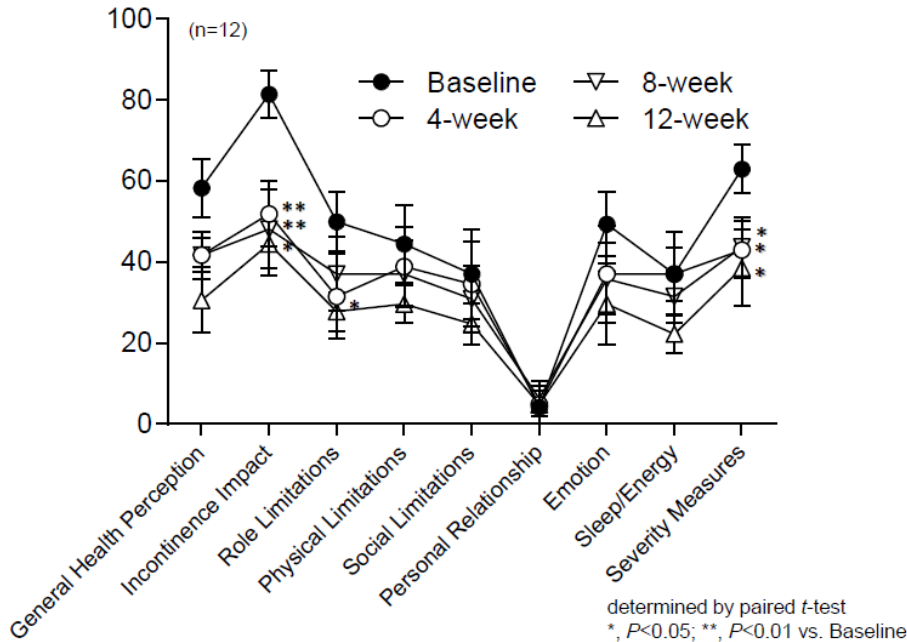 100
(n=12)
Baseline
8-week
4-week
12-week
80
60
**
**
*
*
*
*
*
40
20
0
General Health Perception
Incontinence Impact
Role Limitations
Physical Limitations
Social Limitations
Personal Relationship
Emotion
Sleep/Energy
Severity Measures
determined by paired t-test
*, P<0.05; **, P<0.01 vs. Baseline